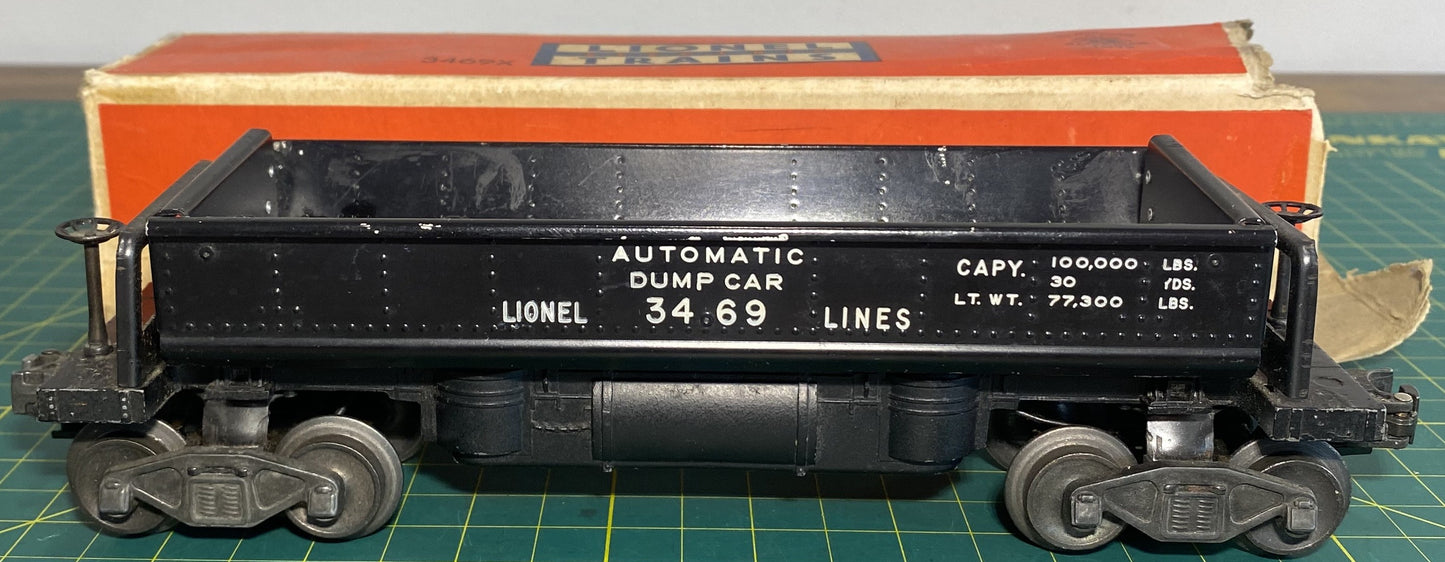 LIONEL
TRAINS
3469X
AUTOMATIC
DUMP CAR
LIONEL 3469 LINES
CAPY. 100,000 LBS.
30 YDS.
LT. WT. 77,300 LBS.